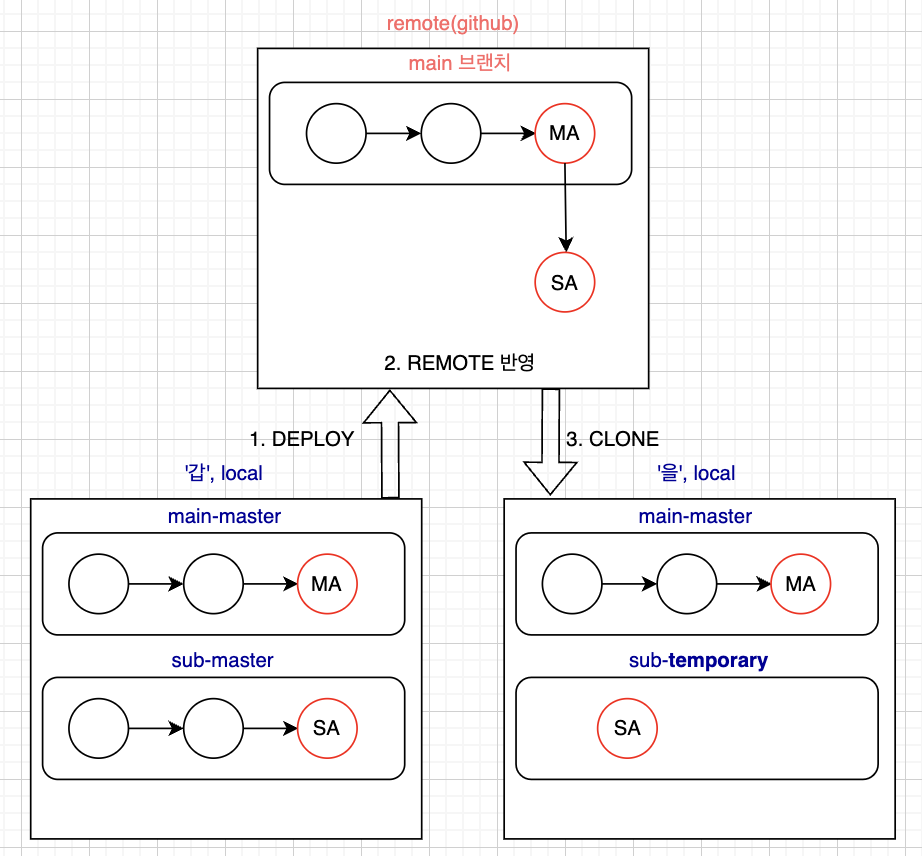 remote(github)
main 브랜치
MA
SA
2. REMOTE 반영
1. DEPLOY
3. CLONE
'갑', local
main-master
MA
sub-master
SA
'을', local
main-master
MA
sub-temporary
SA